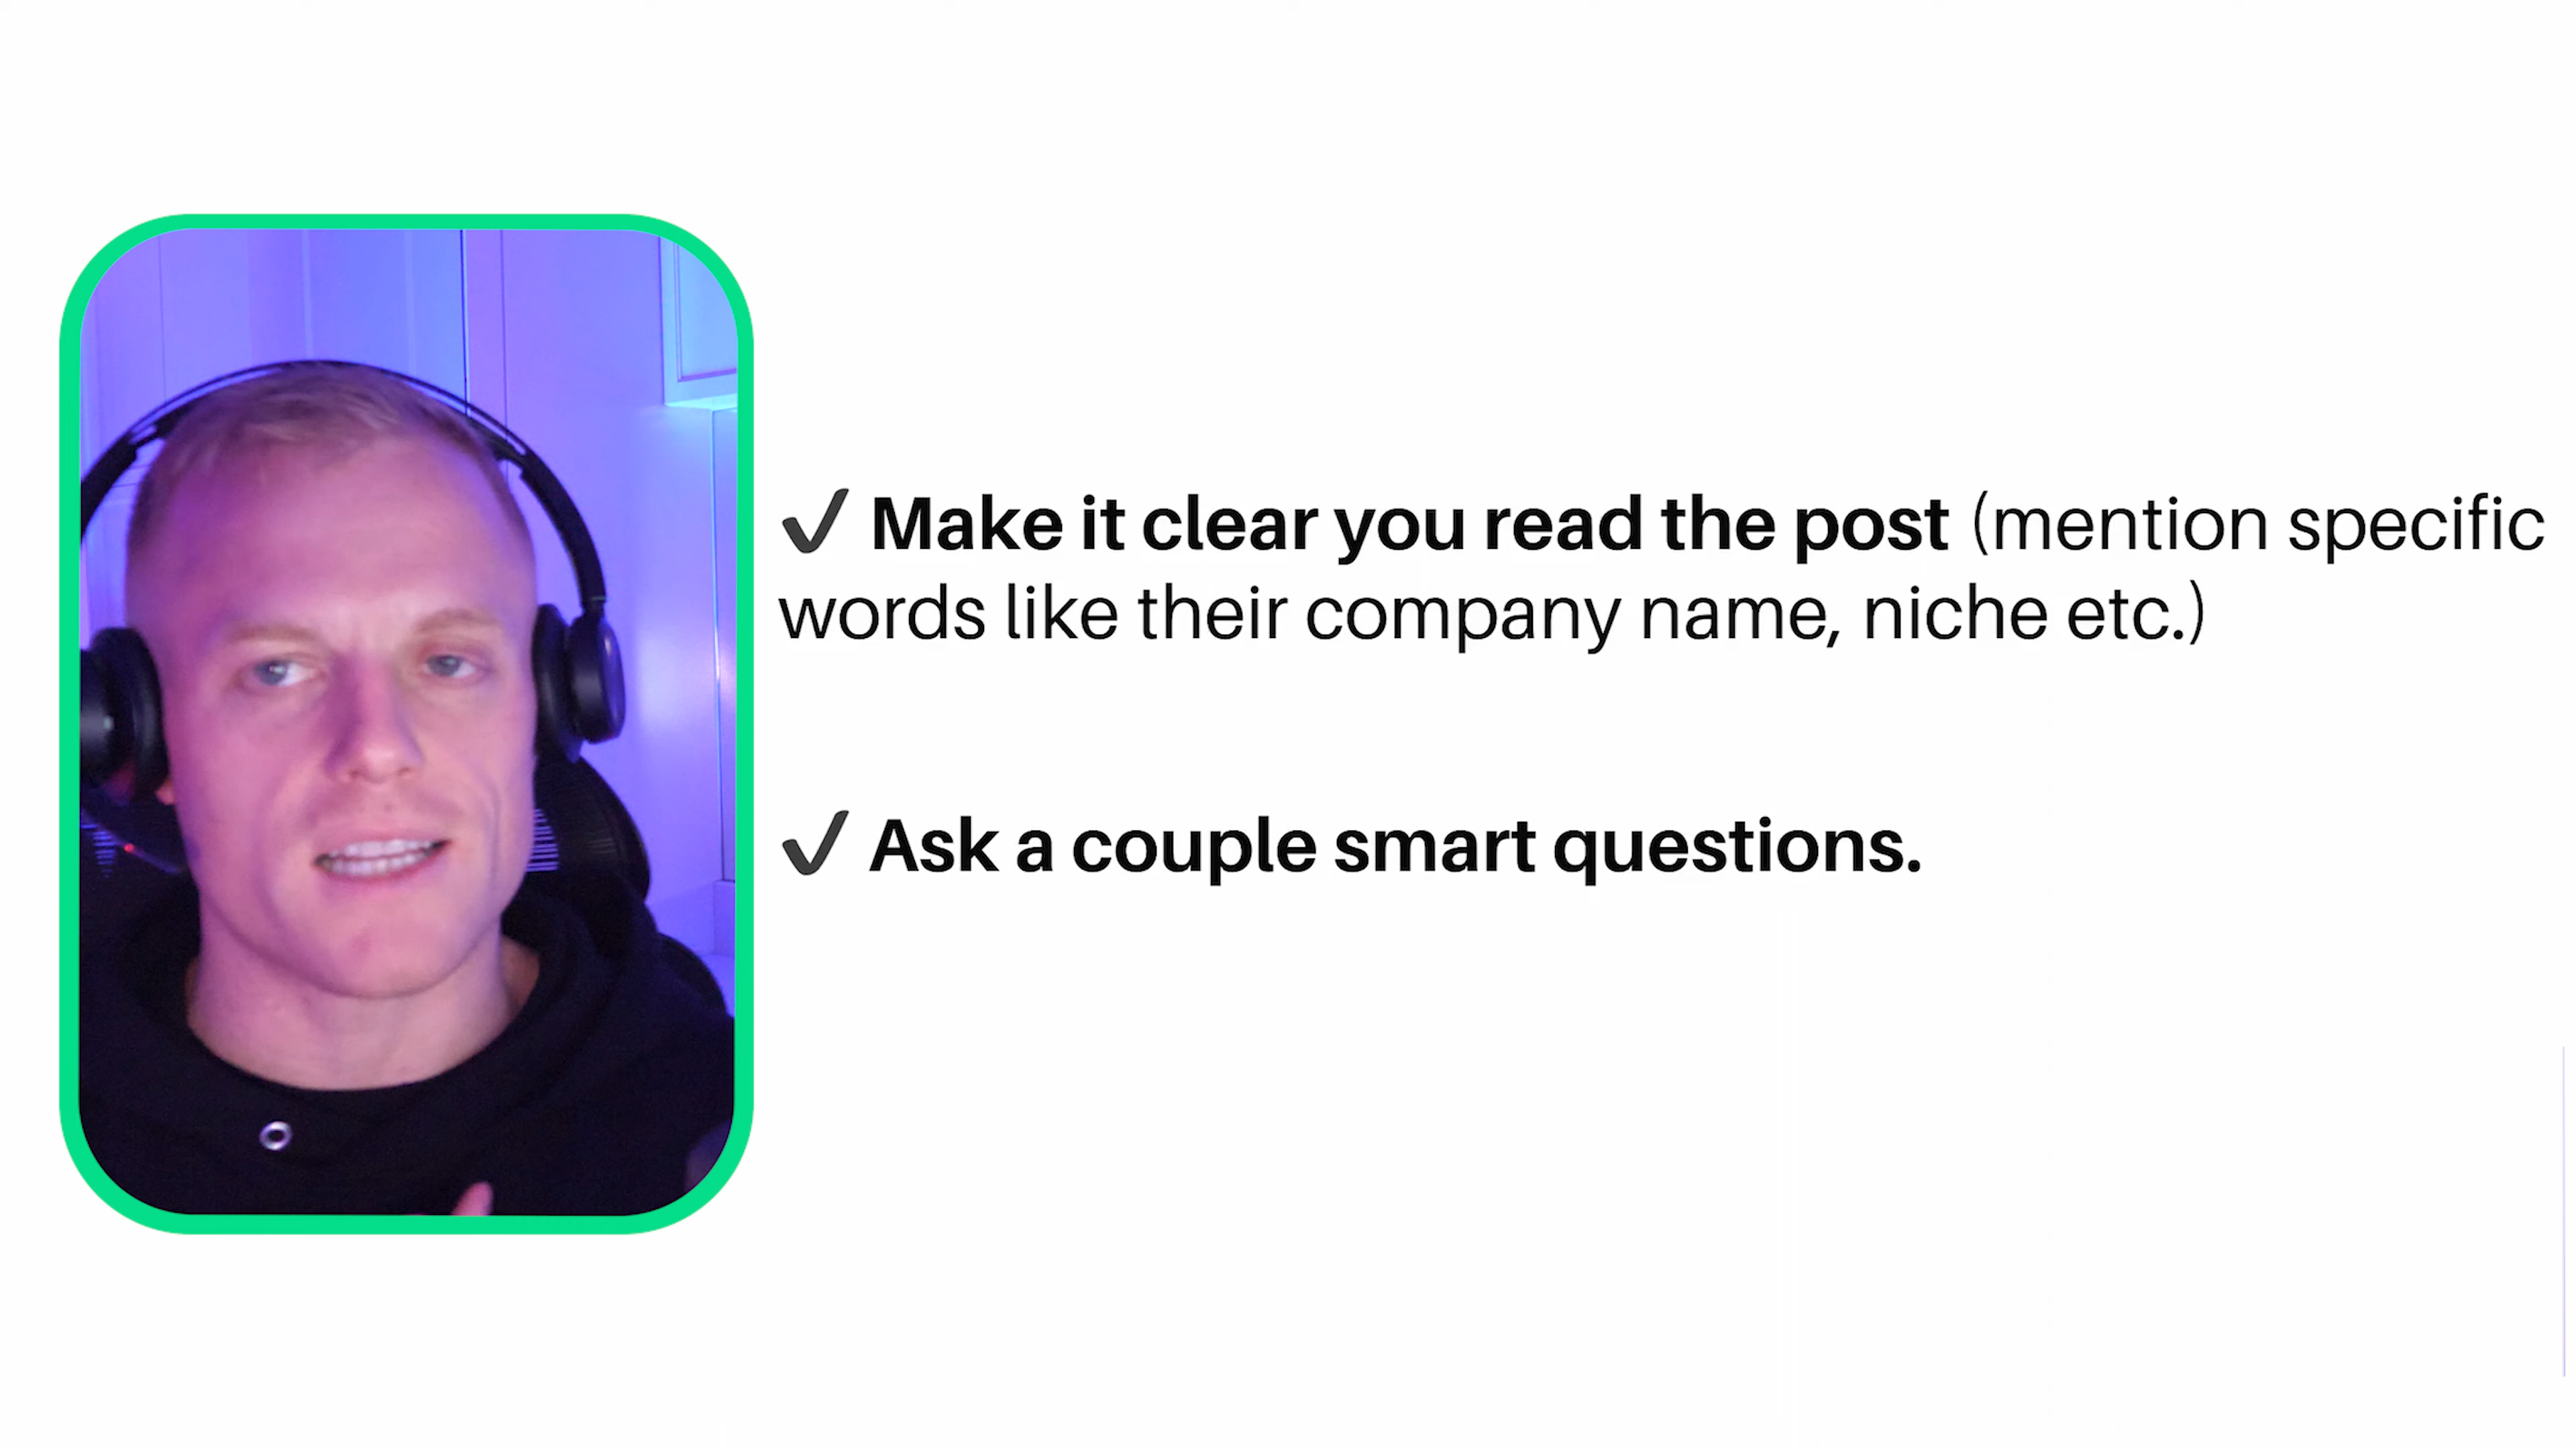 ✔ Make it clear you read the post (mention specific
words like their company name, niche etc.)
✔ Ask a couple smart questions.